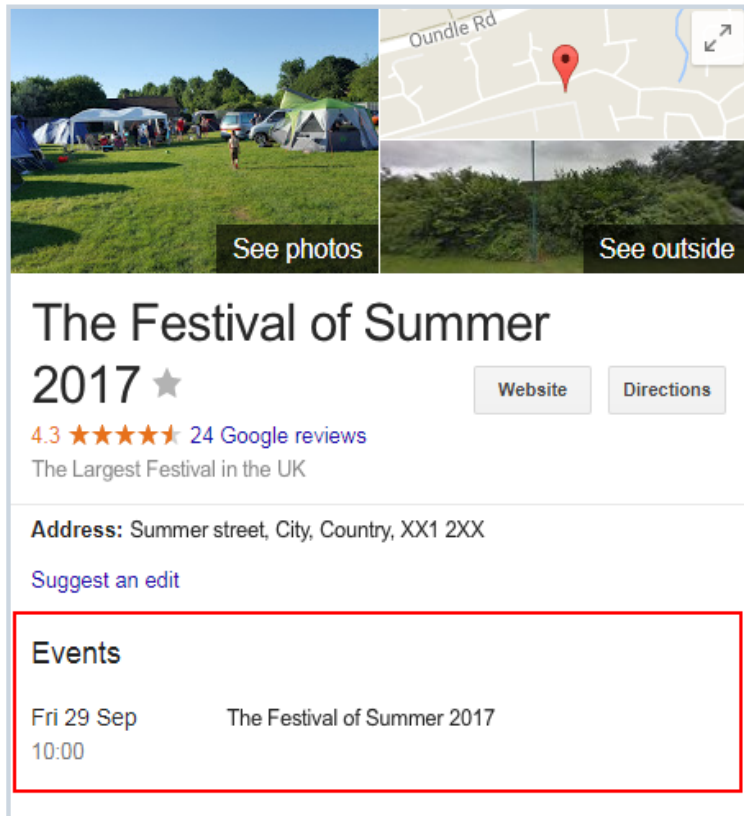 Oundle Rd
See photos
See outside
The Festival of Summer
2017
Website
Directions
4.3 24 Google reviews
The Largest Festival in the UK
Address: Summer street, City, Country, XX1 2XX
Suggest an edit
Events
Fri 29 Sep The Festival of Summer 2017
10:00